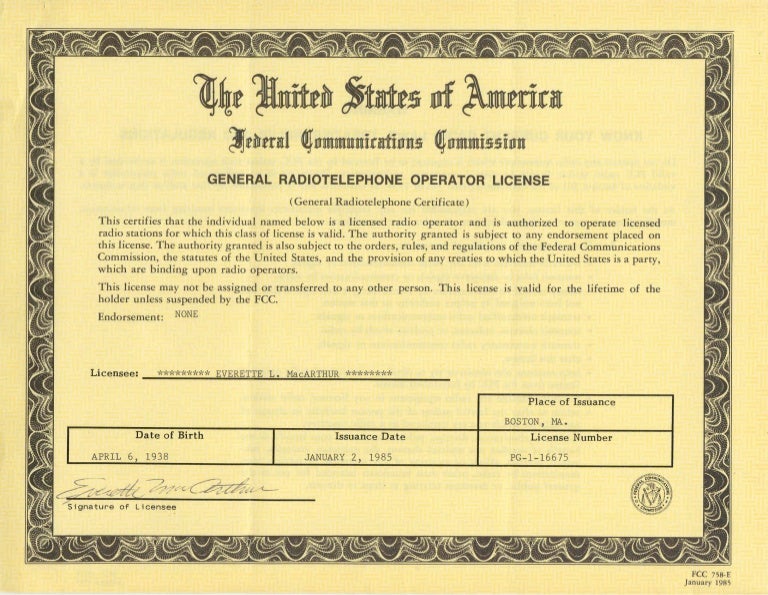 The United States of America
Federal Communications Commission
GENERAL RADIOTELEPHONE OPERATOR LICENSE
(General Radiotelephone Certificate)
This certifies that the individual named below is a licensed radio operator and is authorized to operate licensed
radio stations for which this class of license is valid. The authority granted is subject to any endorsement placed on
this license. The authority granted is also subject to the orders, rules, and regulations of the Federal Communications
Commission, the statutes of the United States, and the provision of any treaties to which the United States is a party,
which are binding upon radio operators.
This license may not be assigned or transferred to any other person. This license is valid for the lifetime of the
holder unless suspended by the FCC.
Endorsement: NONE
Licensee: ********* EVERETTE L. MacARTHUR ********
Place of Issuance
BOSTON, MA.
Date of Birth Issuance Date License Number
APRIL 6, 1938 JANUARY 2, 1985 PG-1-16675
Everette MacArthur
Signature of Licensee
FCC 758-E
January 1985